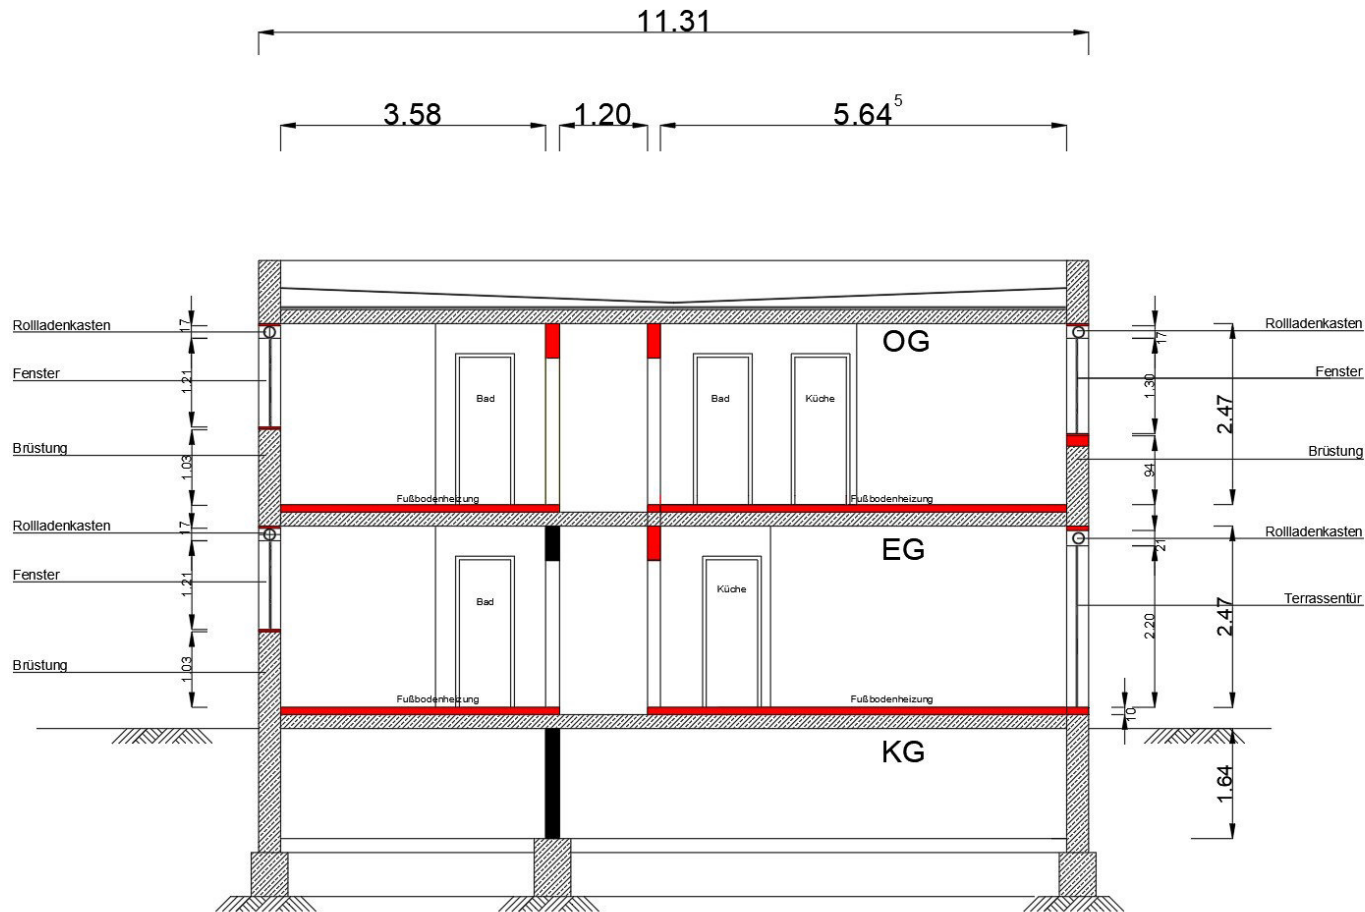 11.31
3.58
1.20
5.64⁵
Rollladenkasten
17
OG
17
Rollladenkasten
Fenster
1.21
Bad
Bad
Küche
1.30
Fenster
2.47
Brüstung
1.03
94
Brüstung
Fußbodenheizung
Fußbodenheizung
Rollladenkasten
17
EG
21
Rollladenkasten
Fenster
1.21
Bad
Küche
2.20
Terrassentür
2.47
Brüstung
1.03
Fußbodenheizung
Fußbodenheizung
10
KG
1.64